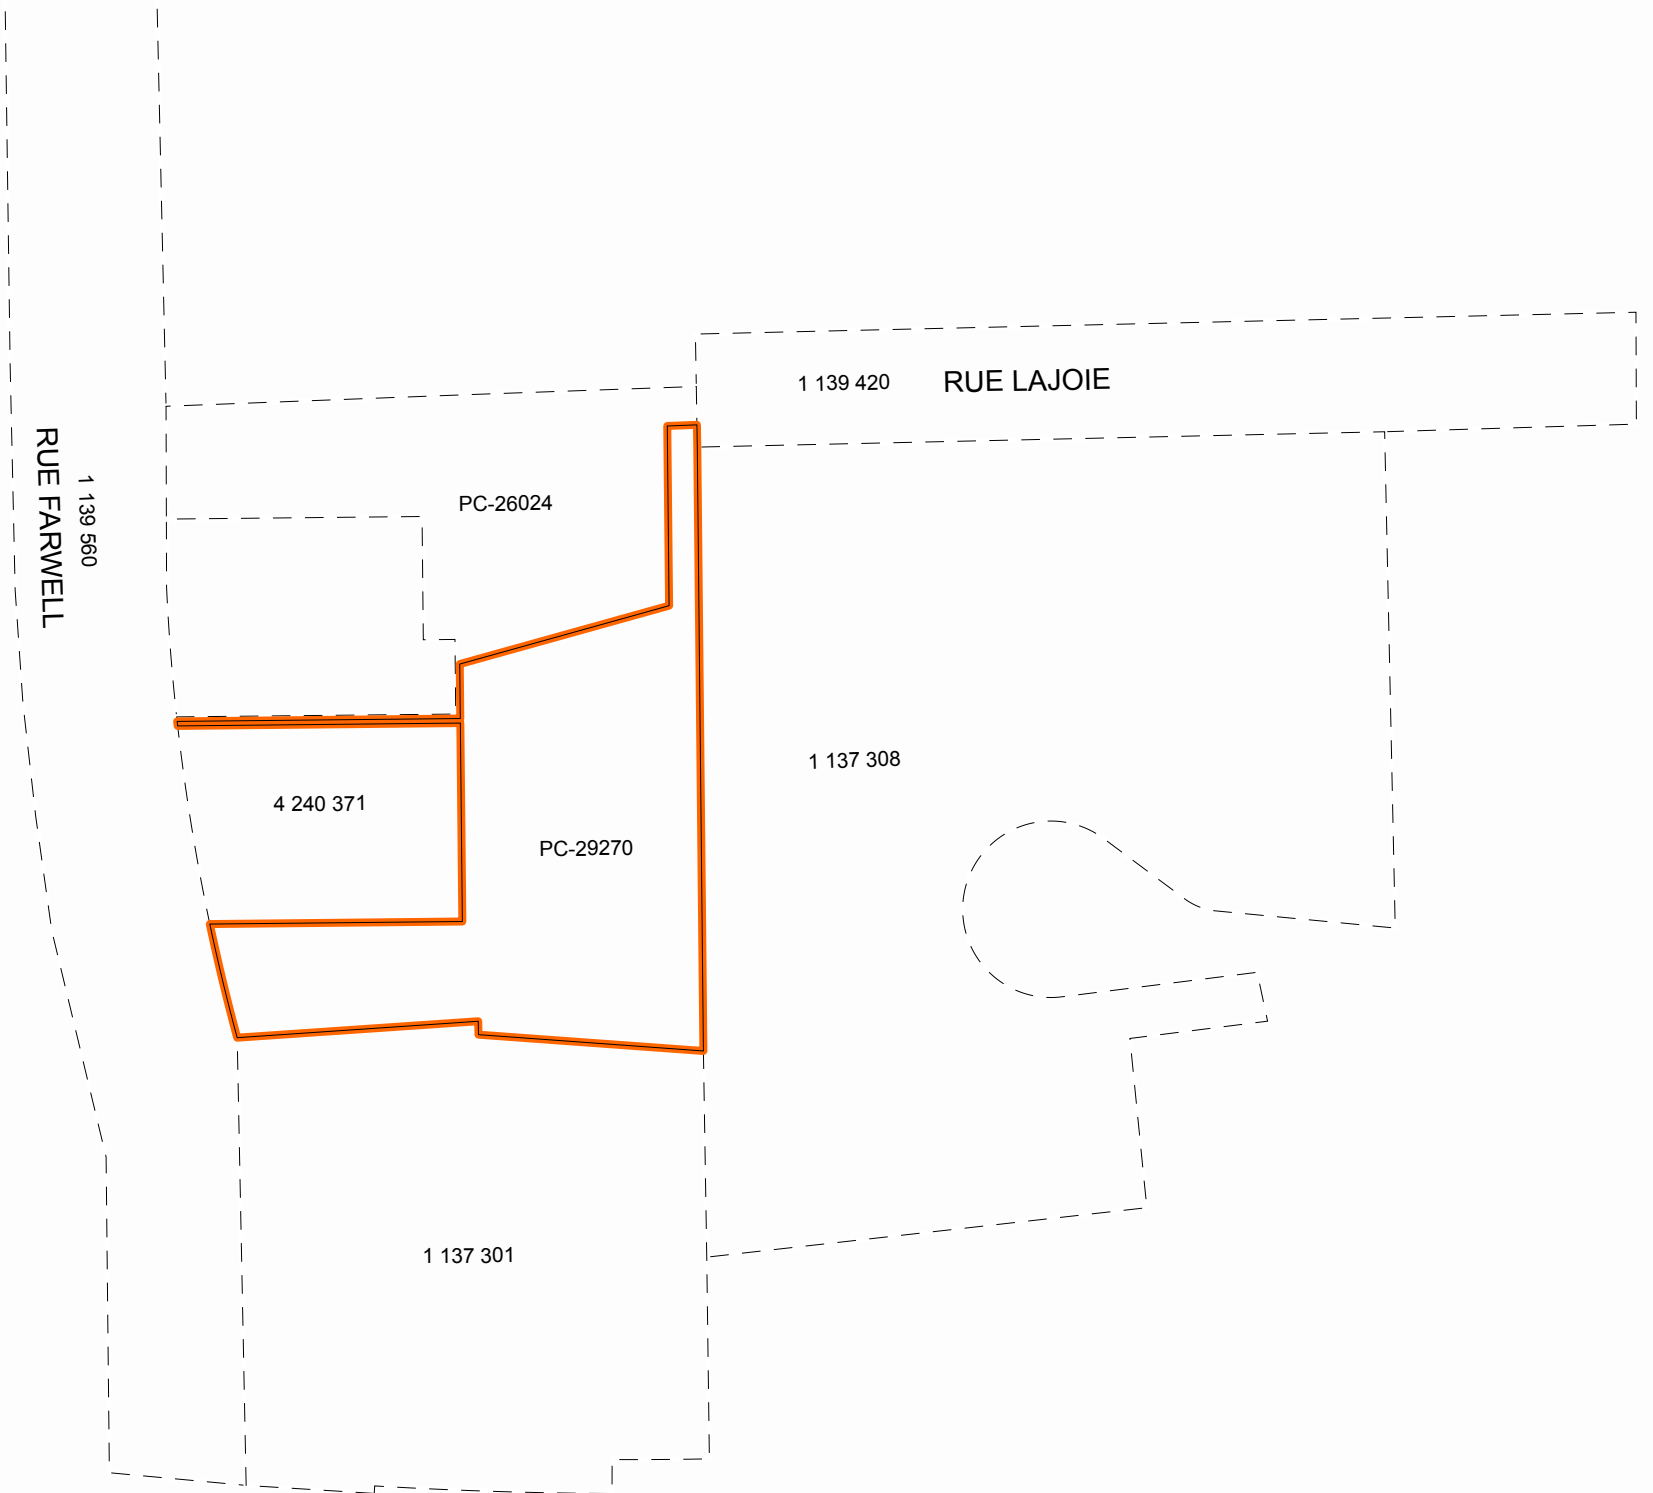 1 139 420
RUE LAJOIE
RUE FARWELL
1 139 560
PC-26024
1 137 308
4 240 371
PC-29270
1 137 301